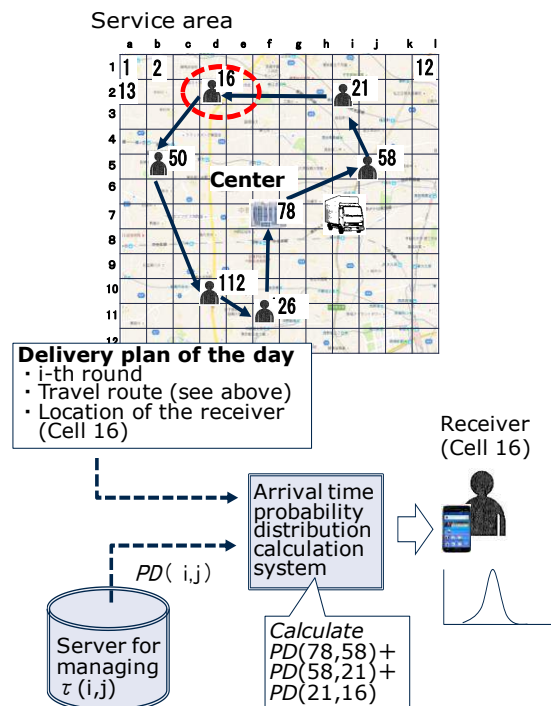 Service area
a b c d e f g h i j k l
1 1 2 16 12
2 13 21
3
4
5 50 58
6 Center
7 78
8
9
10 112
11 26
12
Delivery plan of the day
・i-th round
・Travel route (see above)
・Location of the receiver
(Cell 16)
Receiver
(Cell 16)
Arrival time
probability
distribution
calculation
system
PD( i,j)
Server for
managing
τ(i,j)
Calculate
PD(78,58)+
PD(58,21)+
PD(21,16)